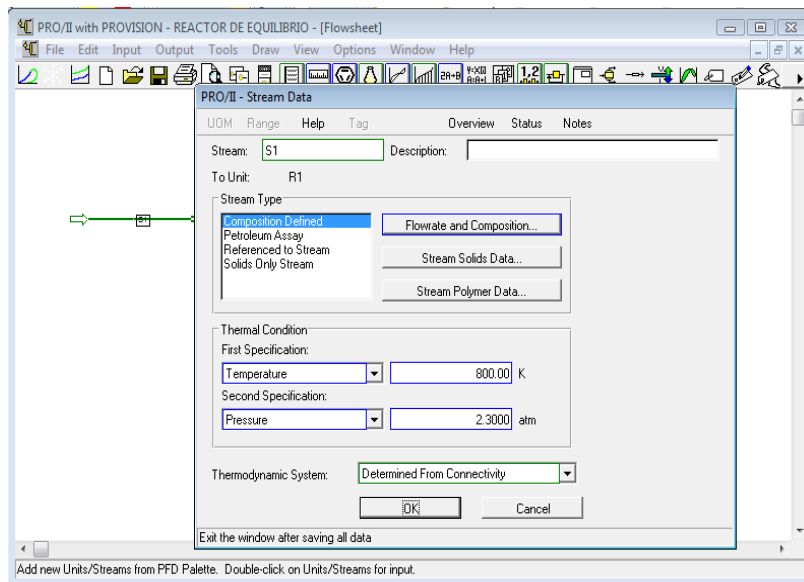 PRO/II with PROVISION - REACTOR DE EQUILIBRIO - [Flowsheet]
File Edit Input Output Tools Draw View Options Window Help
PRO/II - Stream Data
UOM Range Help Tag Overview Status Notes
Stream: S1 Description:
To Unit: R1
Stream Type
Composition Defined
Petroleum Assay
Referenced to Stream
Solids Only Stream
Flowrate and Composition...
Stream Solids Data...
Stream Polymer Data...
S1
Thermal Condition
First Specification:
Temperature 800.00 K
Second Specification:
Pressure 2.3000 atm
Thermodynamic System: Determined From Connectivity
OK Cancel
Exit the window after saving all data
Add new Units/Streams from PFD Palette. Double-click on Units/Streams for input.